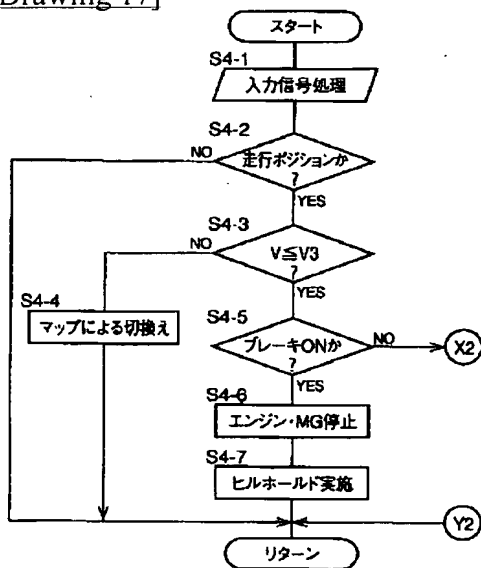 Drawing 17]
スタート
S4-1
入力信号処理
S4-2
走行ポジションか
?
NO
YES
S4-3
V≦V3
?
NO
YES
S4-4
マップによる切換え
S4-5
ブレーキONか
?
NO
X2
YES
S4-6
エンジン・MG停止
S4-7
ヒルホールド実施
Y2
リターン